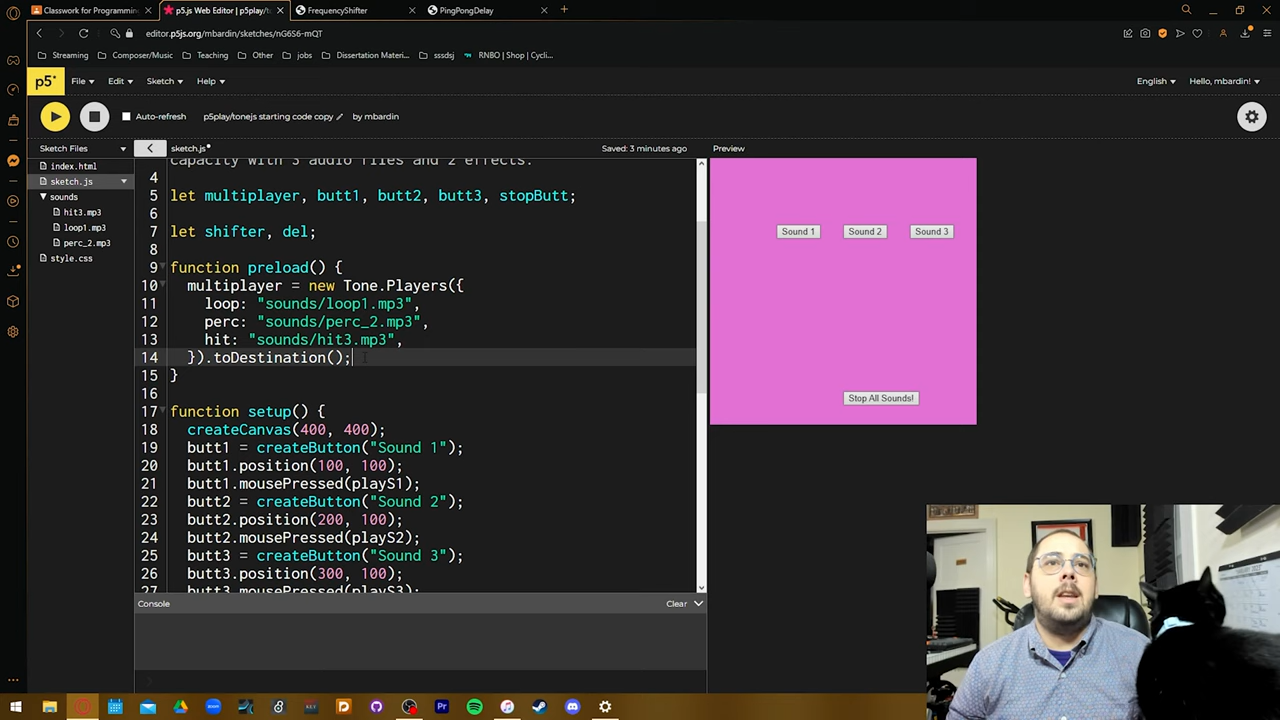 Classwork for Programmin
p5.js Web Editor | p5play/to
FrequencyShifter
PingPongDelay
editor.p5js.org/mbardin/sketches/nG6S6-mQT
Streaming
Composer/Music
Teaching
Other
jobs
Dissertation Materi...
sssdsj
RNBO | Shop | Cycli...
p5*
File
Edit
Sketch
Help
English
Hello, mbardin!
Auto-refresh
p5play/tonejs starting code copy
by mbardin
Sketch Files
sketch.js
Saved: 3 minutes ago
Preview
index.html
sketch.js
sounds
hit3.mp3
loop1.mp3
perc_2.mp3
style.css
capacity with 3 audio files and 2 effects.
4
5 let multiplayer, butt1, butt2, butt3, stopButt;
6
7 let shifter, del;
8
9 function preload() {
10 multiplayer = new Tone.Players({
11 loop: "sounds/loop1.mp3",
12 perc: "sounds/perc_2.mp3",
13 hit: "sounds/hit3.mp3",
14 }).toDestination();
15 }
16
17 function setup() {
18 createCanvas(400, 400);
19 butt1 = createButton("Sound 1");
20 butt1.position(100, 100);
21 butt1.mousePressed(playS1);
22 butt2 = createButton("Sound 2");
23 butt2.position(200, 100);
24 butt2.mousePressed(playS2);
25 butt3 = createButton("Sound 3");
26 butt3.position(300, 100);
27 butt3.mousePressed(playS3);
Sound 1
Sound 2
Sound 3
Stop All Sounds!
Console
Clear